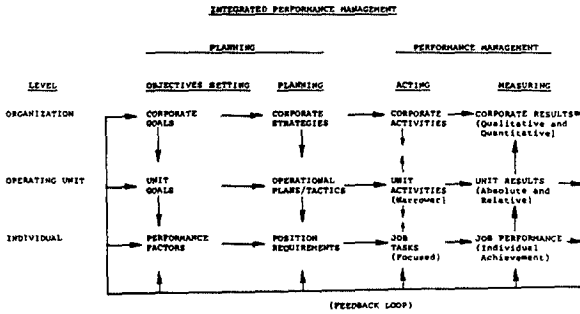 INTEGRATED PERFORMANCE MANAGEMENT
PLANNING PERFORMANCE MANAGEMENT
LEVEL OBJECTIVES SETTING PLANNING ACTING MEASURING
ORGANIZATION CORPORATE CORPORATE CORPORATE CORPORATE RESULTS
GOALS STRATEGIES ACTIVITIES (Qualitative and
Quantitative)
OPERATING UNIT UNIT OPERATIONAL UNIT UNIT RESULTS
GOALS PLANS/TACTICS ACTIVITIES (Absolute and
(Narrower) Relative)
INDIVIDUAL PERFORMANCE POSITION JOB JOB PERFORMANCE
FACTORS REQUIREMENTS TASKS (Individual
(Focused) Achievement)
(FEEDBACK LOOP)